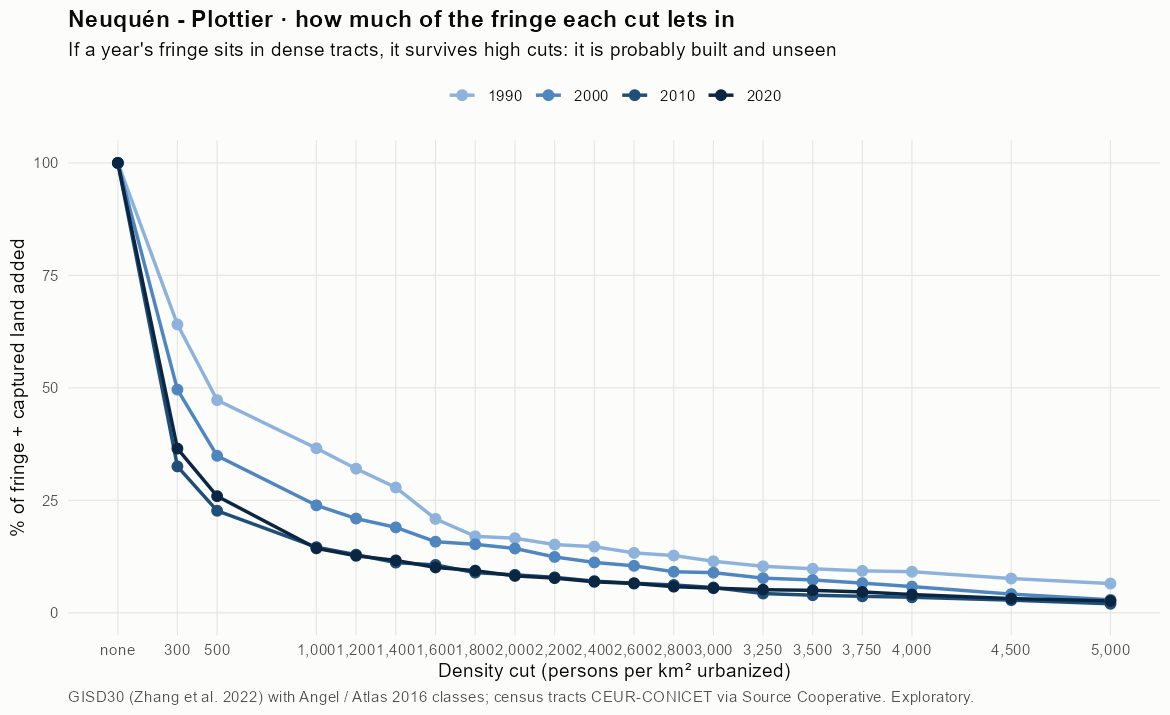 Neuquén - Plottier · how much of the fringe each cut lets in
If a year's fringe sits in dense tracts, it survives high cuts: it is probably built and unseen
1990 2000 2010 2020
% of fringe + captured land added
100
75
50
25
0
none 300 500 1,000 1,200 1,400 1,600 1,800 2,000 2,200 2,400 2,600 2,800 3,000 3,250 3,500 3,750 4,000 4,500 5,000
Density cut (persons per km² urbanized)
GISD30 (Zhang et al. 2022) with Angel / Atlas 2016 classes; census tracts CEUR-CONICET via Source Cooperative. Exploratory.